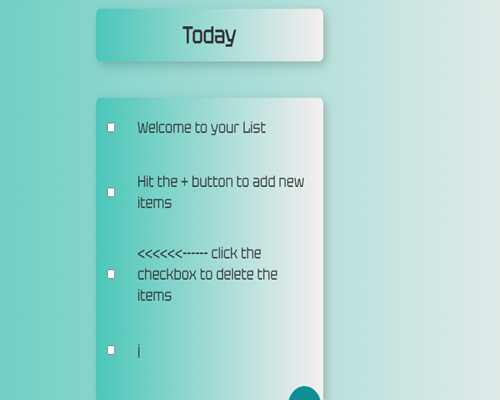 Today
Welcome to your List
Hit the + button to add new
items
<<<<<<------ click the
checkbox to delete the
items
i